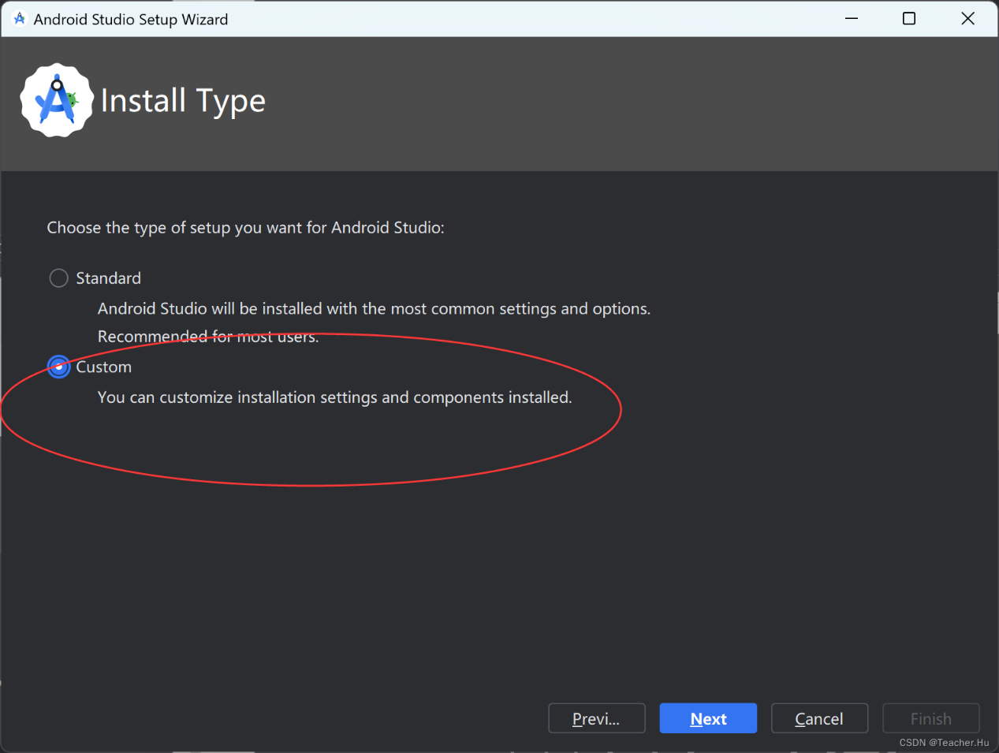 Android Studio Setup Wizard
Install Type
Choose the type of setup you want for Android Studio:
Standard
Android Studio will be installed with the most common settings and options.
Recommended for most users.
Custom
You can customize installation settings and components installed.
Previ...
Next
Cancel
Finish
CSDN @Teacher.Hu